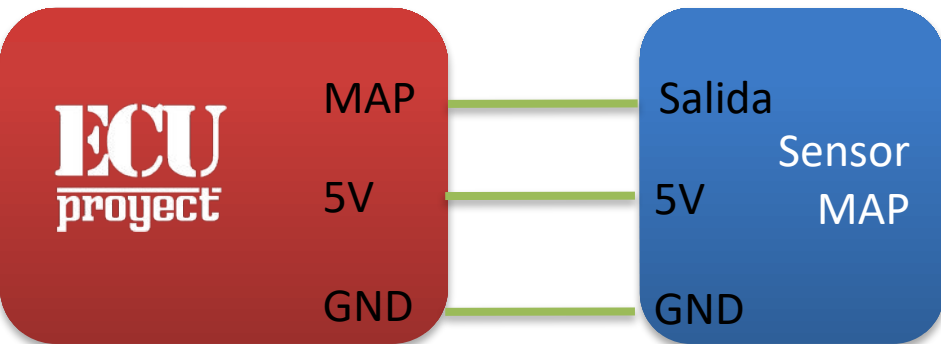 ECU
proyect
MAP
5V
GND
Salida
5V
GND
Sensor
MAP